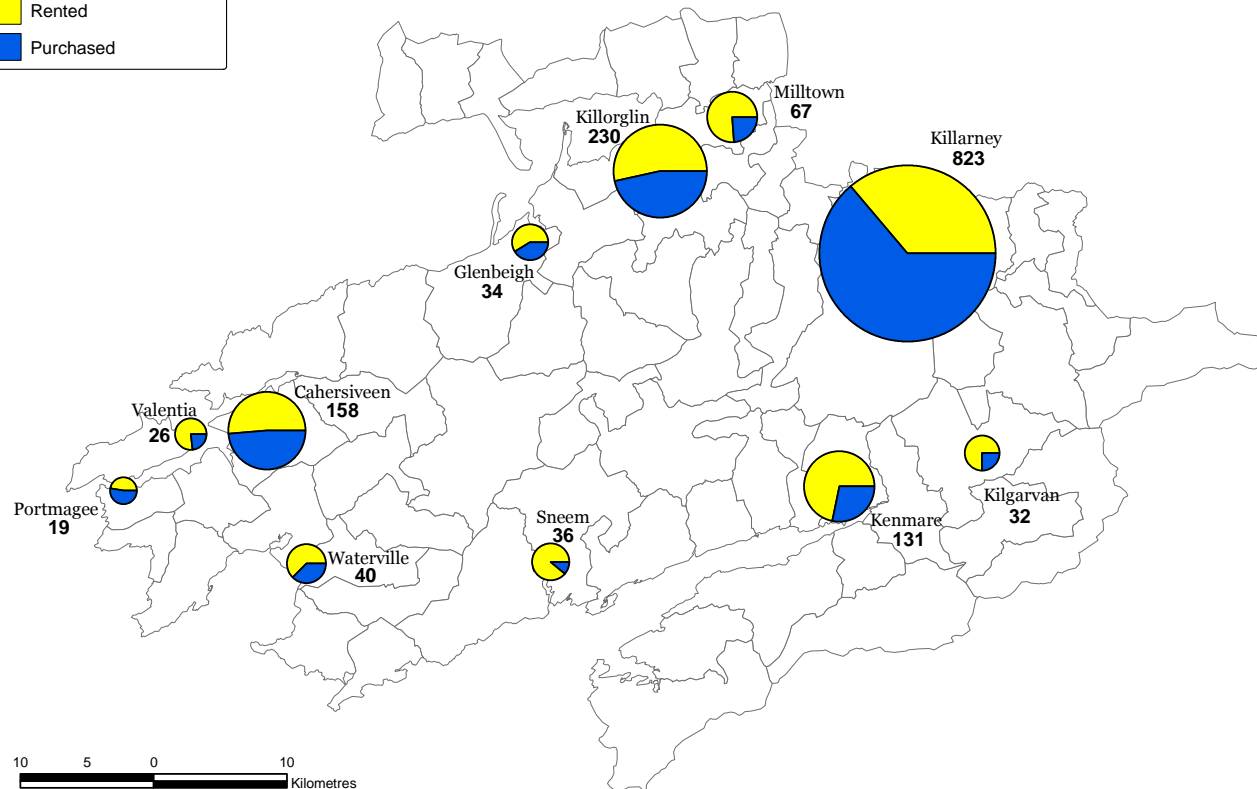 Rented
Purchased
Milltown
67
Killorglin
230
Killarney
823
Glenbeigh
34
Cahersiveen
158
Valentia
26
Portmagee
19
Waterville
40
Sneem
36
Kenmare
131
Kilgarvan
32
10 5 0 10
Kilometres